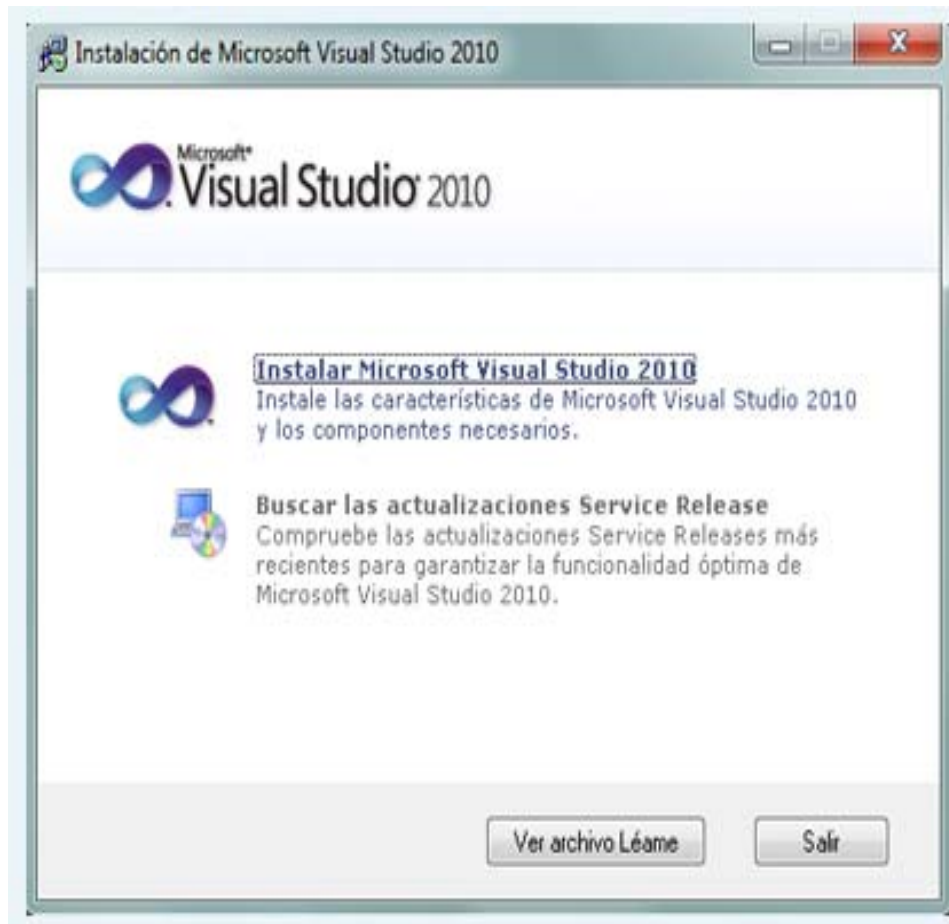 Instalación de Microsoft Visual Studio 2010
Microsoft®
Visual Studio® 2010
Instalar Microsoft Visual Studio 2010
Instale las características de Microsoft Visual Studio 2010
y los componentes necesarios.
Buscar las actualizaciones Service Release
Compruebe las actualizaciones Service Releases más
recientes para garantizar la funcionalidad óptima de
Microsoft Visual Studio 2010.
Ver archivo Léame
Salir